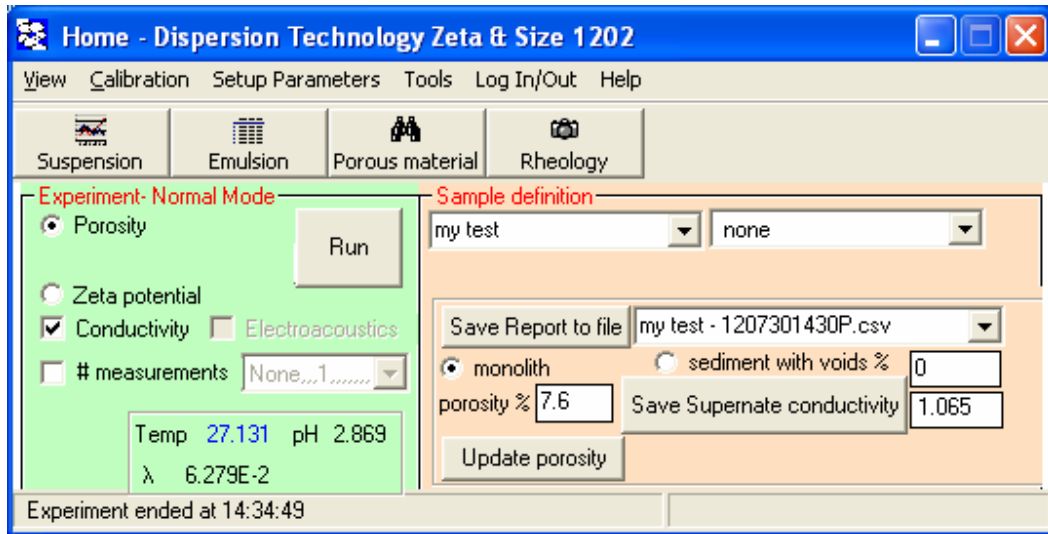 Home - Dispersion Technology Zeta & Size 1202
View Calibration Setup Parameters Tools Log In/Out Help
Suspension Emulsion Porous material Rheology
Experiment- Normal Mode
Porosity
Run
Zeta potential
Conductivity Electroacoustics
# measurements None,,,1,,,,,,,
Temp 27.131 pH 2.869
λ 6.279E-2
Sample definition
my test none
Save Report to file my test - 1207301430P.csv
monolith sediment with voids % 0
porosity % 7.6 Save Supernate conductivity 1.065
Update porosity
Experiment ended at 14:34:49